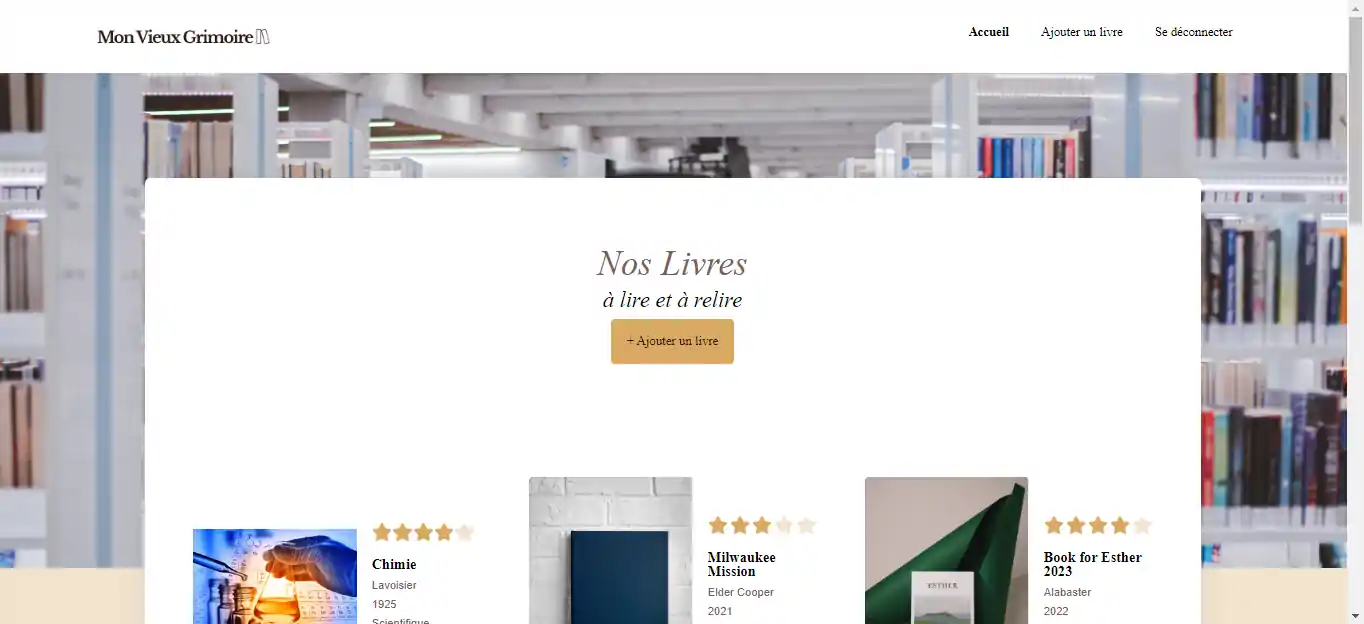 Mon Vieux Grimoire
Accueil
Ajouter un livre
Se déconnecter
Nos Livres
à lire et à relire
+ Ajouter un livre
Chimie
Lavoisier
1925
Scientifique
Milwaukee
Mission
Elder Cooper
2021
ESTHER
Book for Esther
2023
Alabaster
2022